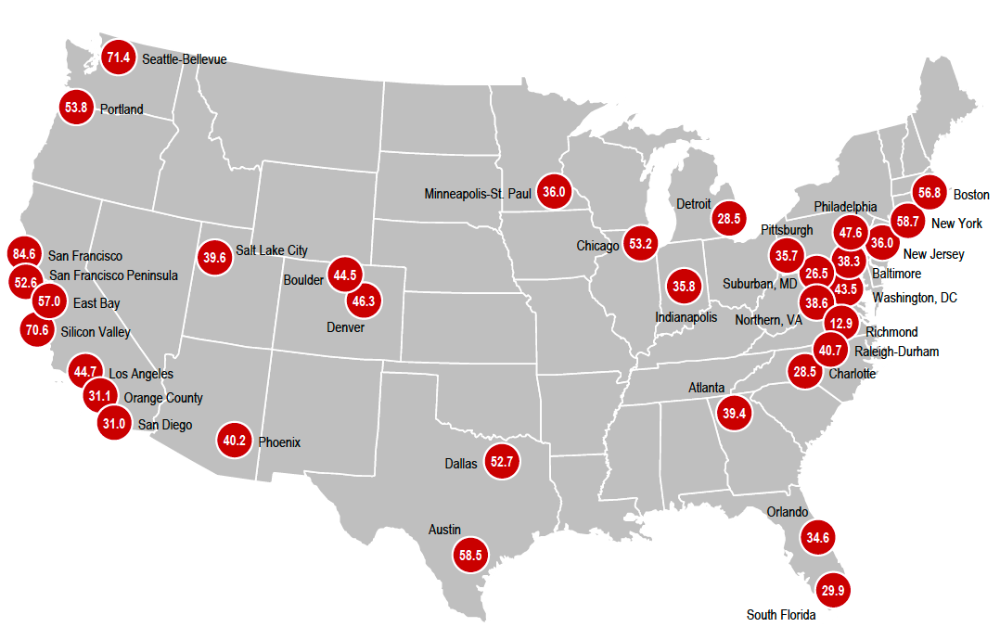 71.4 Seattle-Bellevue
53.8 Portland
Minneapolis-St. Paul 36.0
Detroit
28.5
Philadelphia
47.6
56.8 Boston
58.7 New York
Pittsburgh
35.7
36.0 New Jersey
Chicago 53.2
84.6 San Francisco
52.6 San Francisco Peninsula
57.0 East Bay
70.6 Silicon Valley
39.6 Salt Lake City
Boulder 44.5
46.3
Denver
35.8
Indianapolis
38.3 Baltimore
Suburban, MD 26.5
43.5 Washington, DC
Northern, VA 38.6
12.9 Richmond
40.7 Raleigh-Durham
28.5 Charlotte
44.7 Los Angeles
31.1 Orange County
31.0 San Diego
40.2 Phoenix
Atlanta
39.4
Dallas 52.7
Austin
58.5
Orlando
34.6
29.9
South Florida